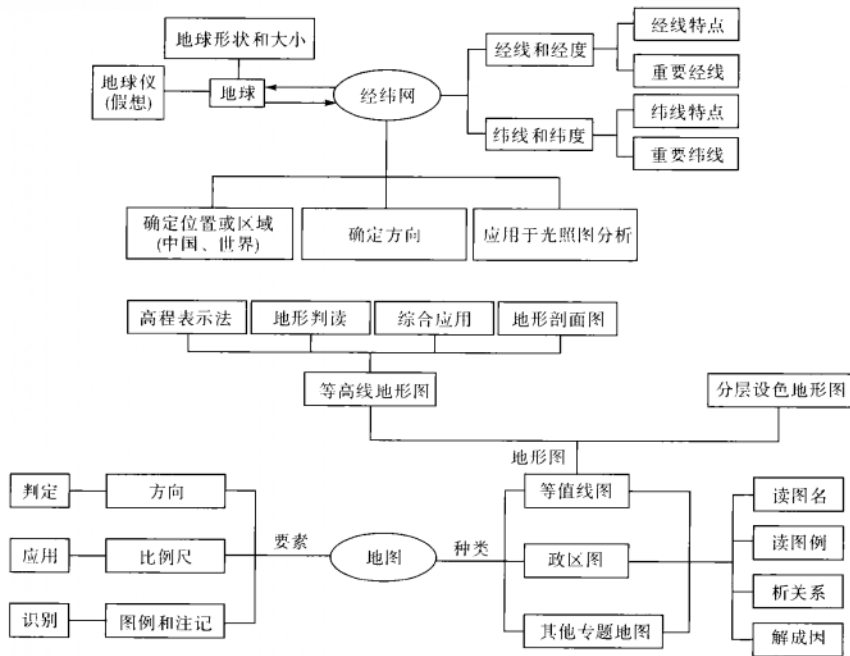 地球形状和大小
经线特点
经线和经度
重要经线
地球仪
(假想)
地球
经纬网
纬线特点
纬线和纬度
重要纬线
确定位置或区域
(中国、世界)
确定方向
应用于光照图分析
高程表示法
地形判读
综合应用
地形剖面图
等高线地形图
分层设色地形图
地形图
判定
方向
等值线图
读图名
应用
比例尺
要素
地图
种类
政区图
读图例
析关系
识别
图例和注记
其他专题地图
解成因